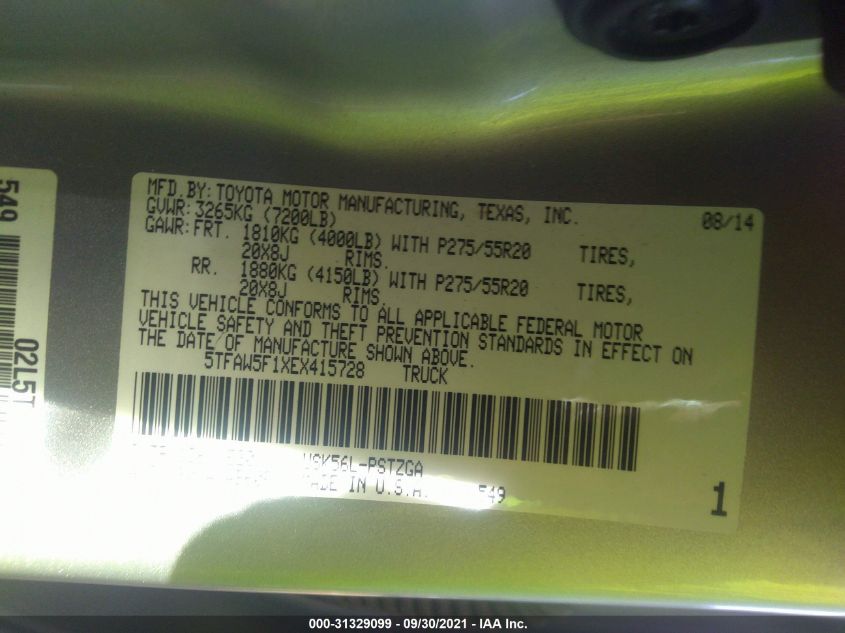 549
02L5T
MFD. BY: TOYOTA MOTOR MANUFACTURING, TEXAS, INC. 08/14
GVWR: 3265KG (7200LB)
GAWR: FRT. 1810KG (4000LB) WITH P275/55R20 TIRES,
20X8J RIMS.
RR. 1880KG (4150LB) WITH P275/55R20 TIRES,
20X8J RIMS.
THIS VEHICLE CONFORMS TO ALL APPLICABLE FEDERAL MOTOR
VEHICLE SAFETY AND THEFT PREVENTION STANDARDS IN EFFECT ON
THE DATE OF MANUFACTURE SHOWN ABOVE.
5TFAW5F1XEX415728 TRUCK
USK56L-PSTZGA
MADE IN U.S.A. 549
1
000-31329099 - 09/30/2021 - IAA Inc.